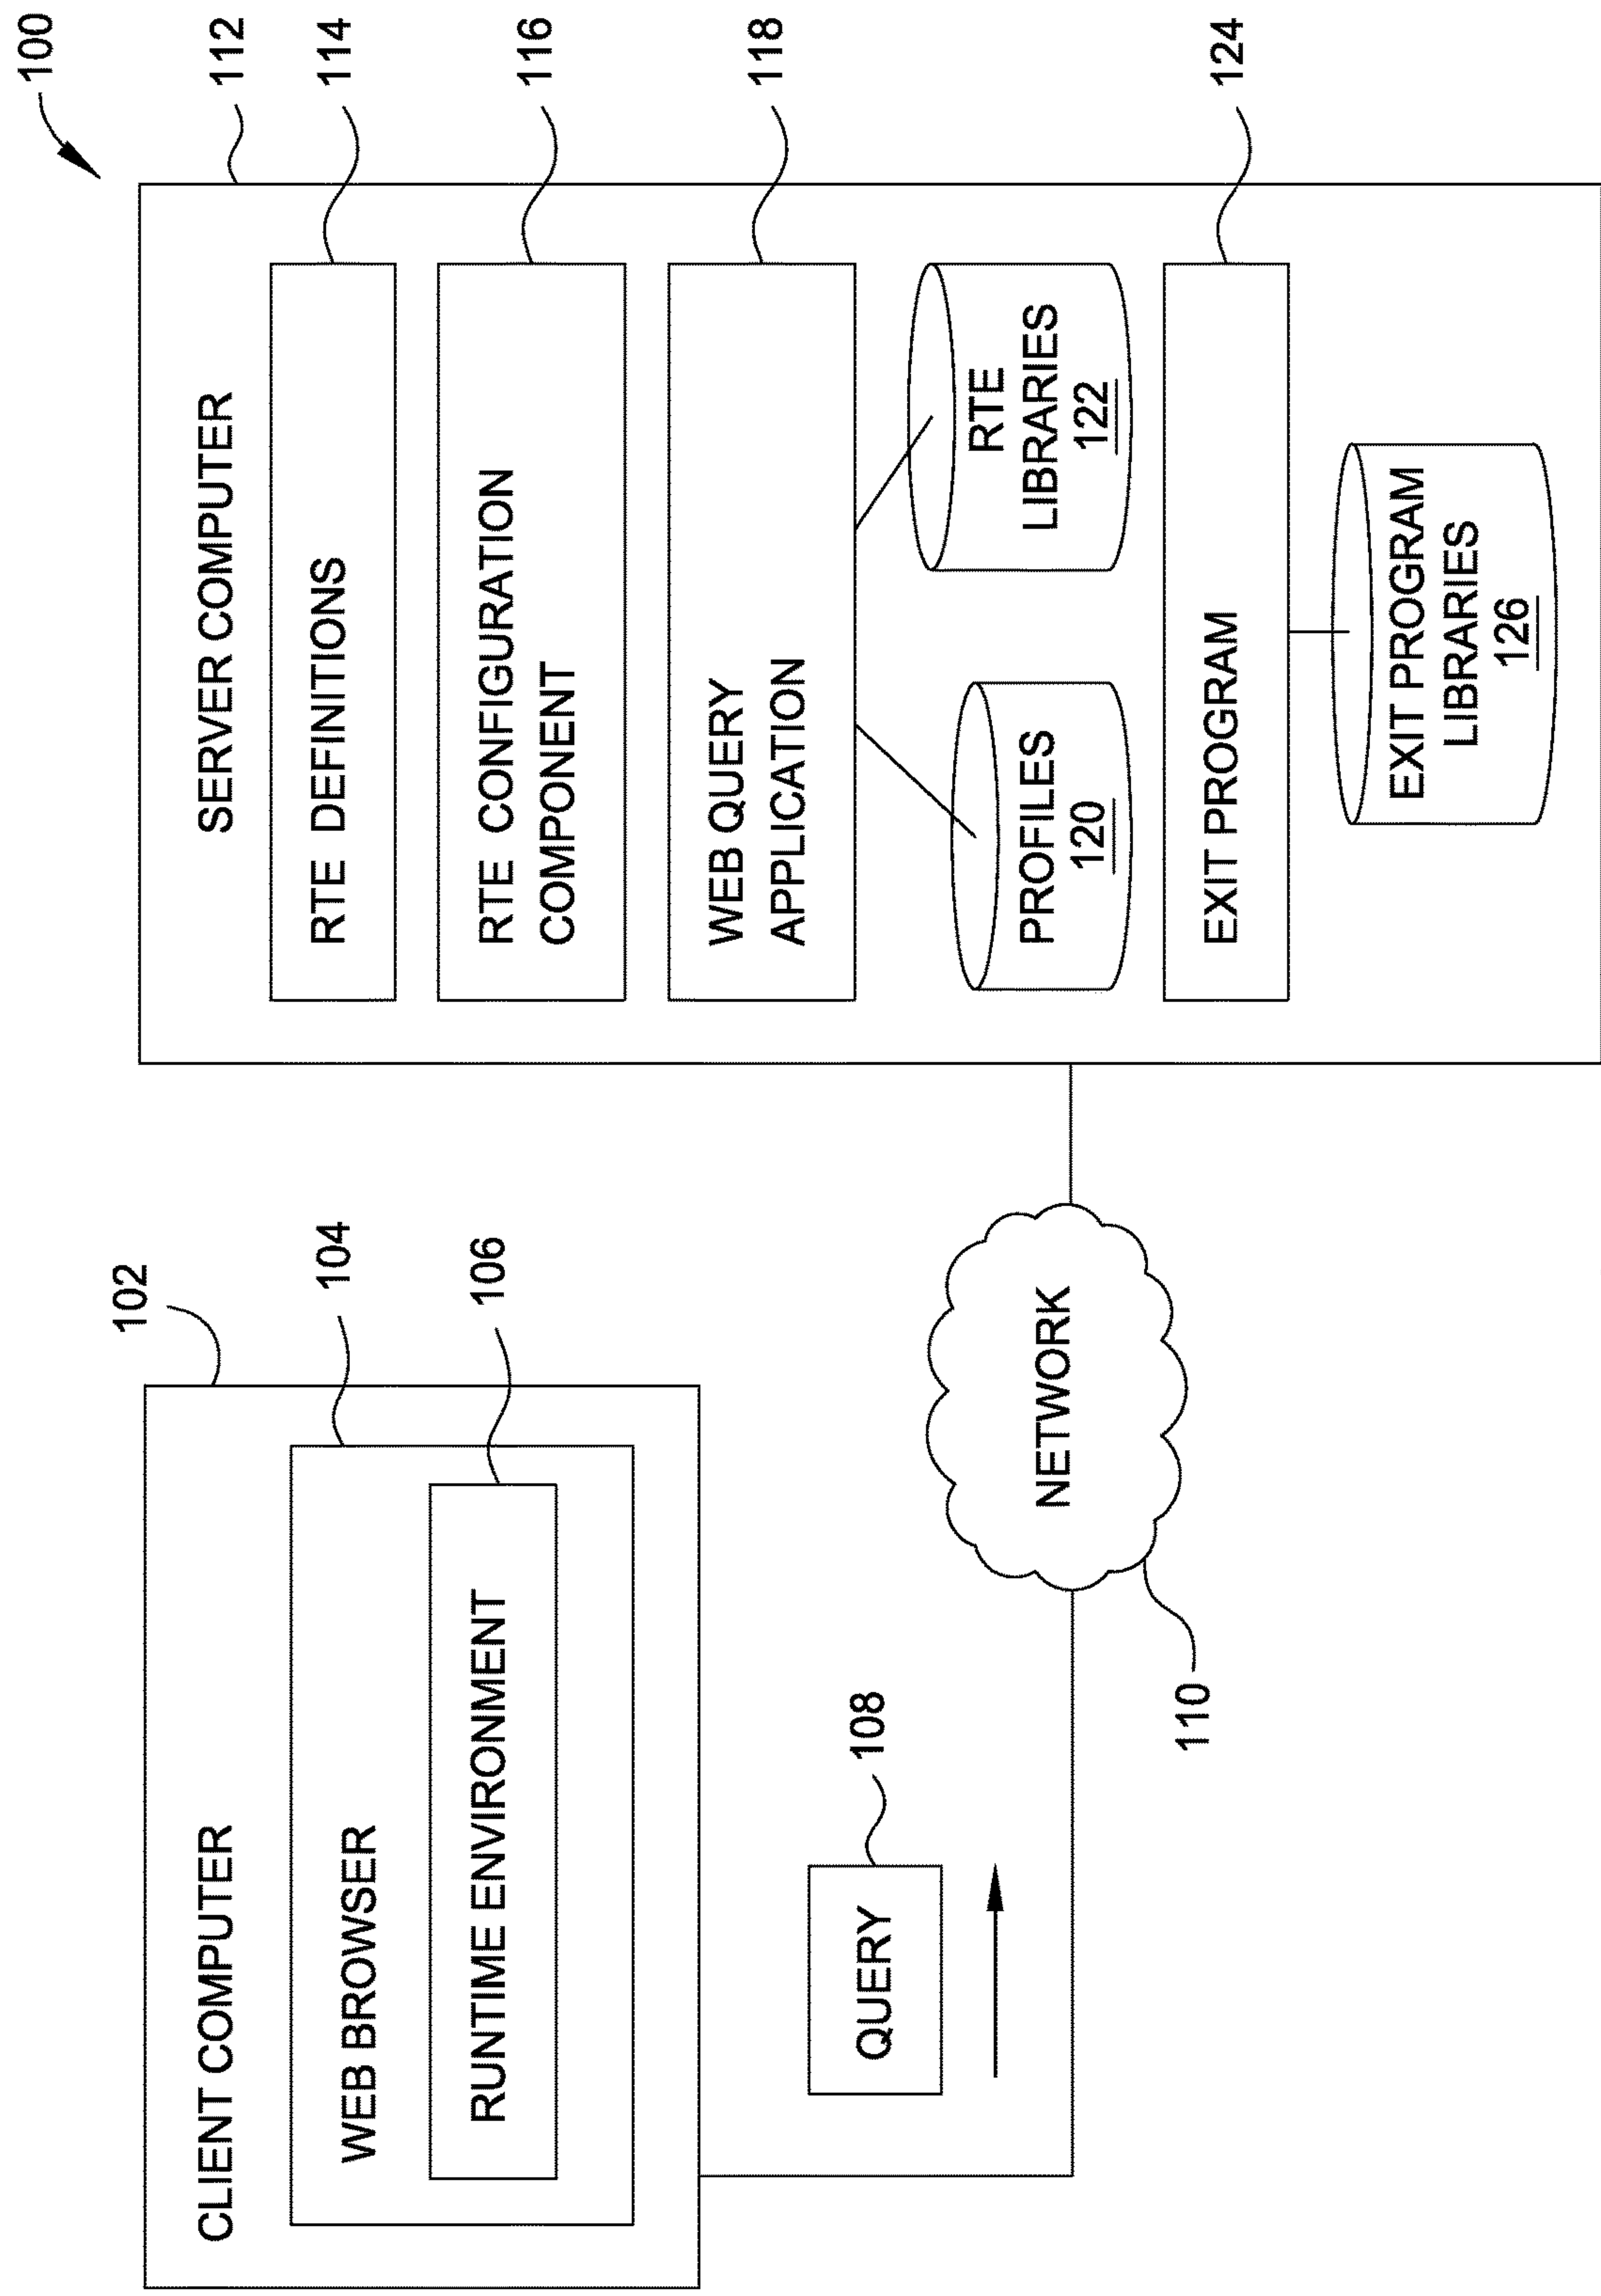 100
CLIENT COMPUTER
102
WEB BROWSER
104
RUNTIME ENVIRONMENT
106
QUERY
108
NETWORK
110
SERVER COMPUTER
112
RTE DEFINITIONS
114
RTE CONFIGURATION
COMPONENT
116
WEB QUERY
APPLICATION
118
PROFILES
120
RTE
LIBRARIES
122
EXIT PROGRAM
124
EXIT PROGRAM
LIBRARIES
126